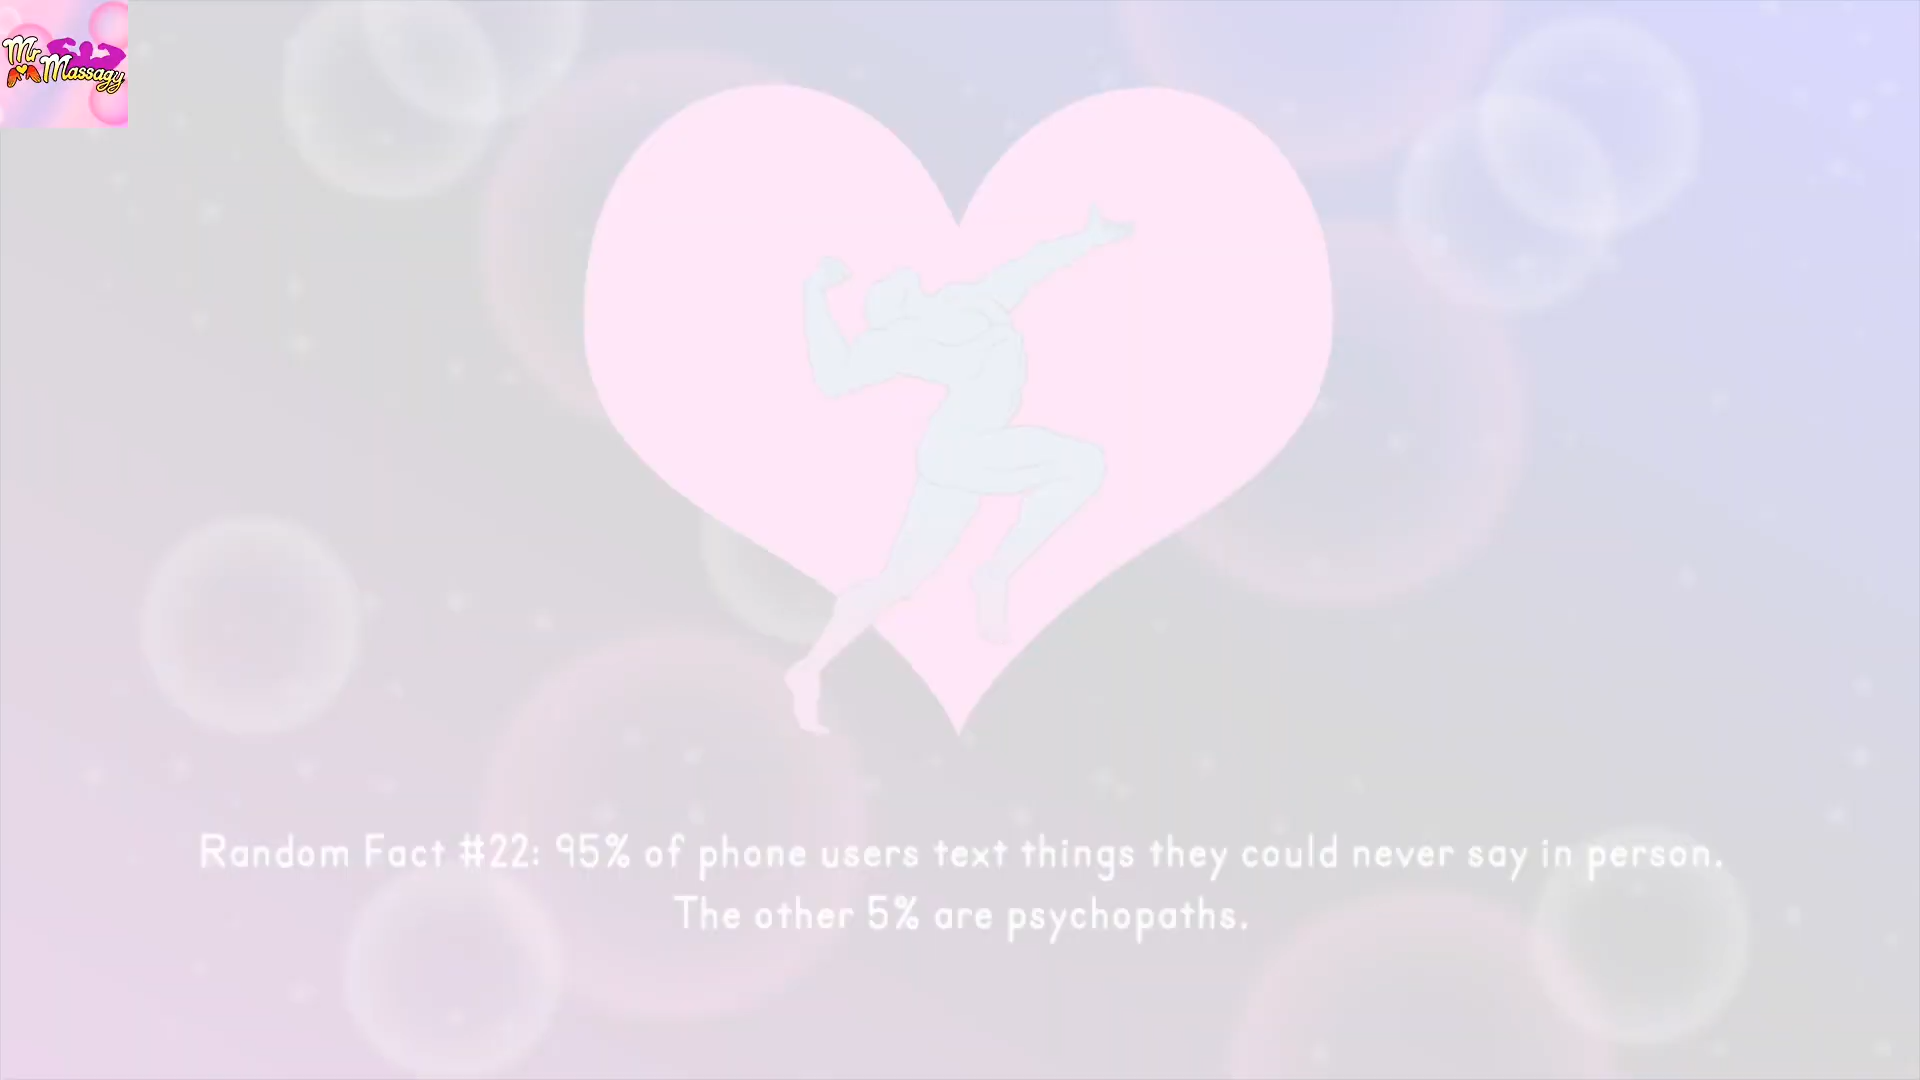 Mr
Massagy
Random Fact #22: 95% of phone users text things they could never say in person.
The other 5% are psychopaths.